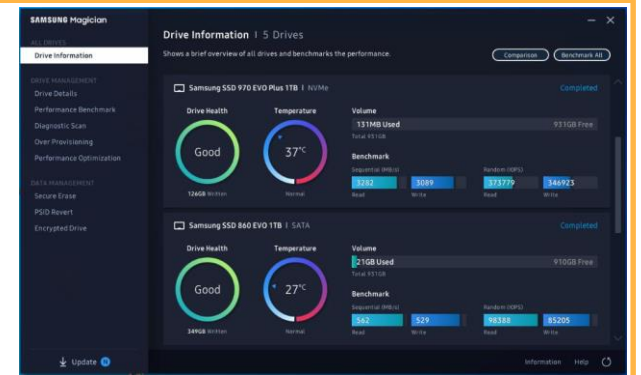 SAMSUNG Magician
ALL DRIVES
Drive Information
DRIVE MANAGEMENT
Drive Details
Performance Benchmark
Diagnostic Scan
Over Provisioning
Performance Optimization
DATA MANAGEMENT
Secure Erase
PSID Revert
Encrypted Drive
Update N
Drive Information | 5 Drives
Shows a brief overview of all drives and benchmarks the performance.
Comparison
Benchmark All
Samsung SSD 970 EVO Plus 1TB | NVMe
Completed
Drive Health
Temperature
Volume
Good
37°C
131MB Used
931GB Free
Total 931GB
Benchmark
Sequential (MB/s)
Random (IOPS)
3282
3089
373779
346923
Read
Write
Read
Write
126GB Written
Normal
Samsung SSD 860 EVO 1TB | SATA
Completed
Drive Health
Temperature
Volume
Good
27°C
21GB Used
910GB Free
Total 931GB
Benchmark
Sequential (MB/s)
Random (IOPS)
562
529
98388
85205
Read
Write
Read
Write
349GB Written
Normal
Information
Help